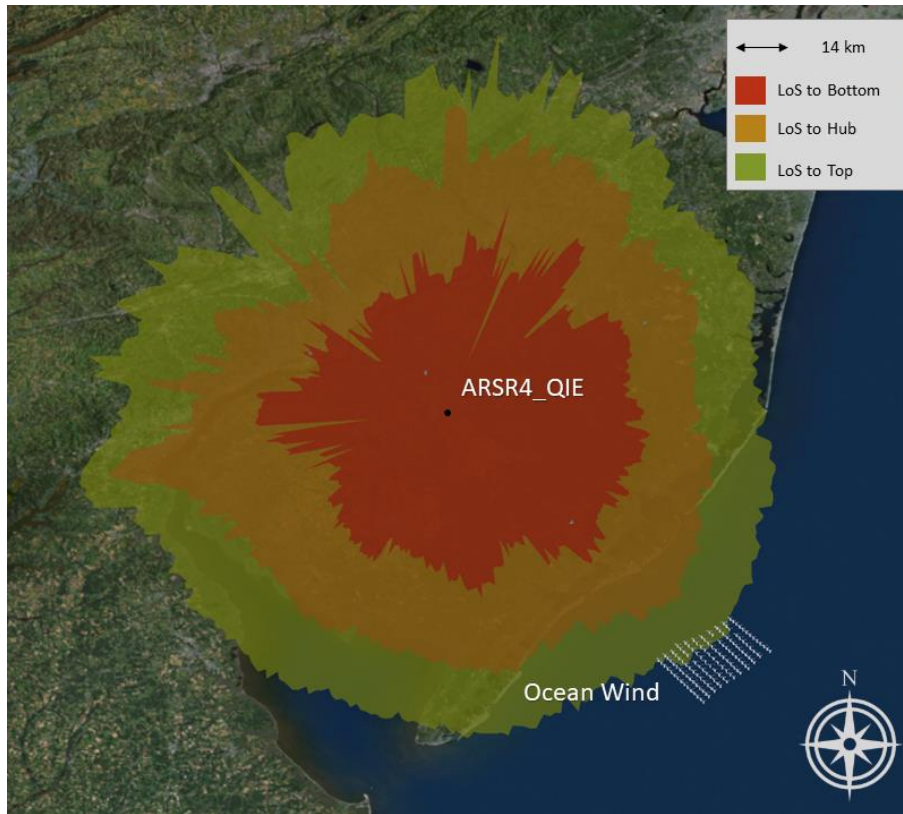 14 km
LoS to Bottom
LoS to Hub
LoS to Top
ARSR4_QIE
Ocean Wind
N